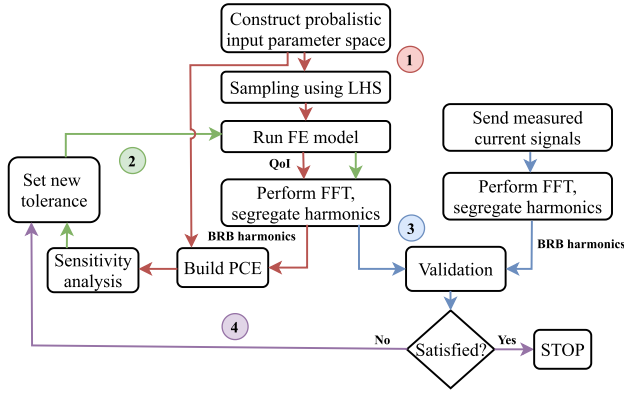 Construct probalistic
input parameter space
1
Sampling using LHS
Run FE model
QoI
2
Set new
tolerance
Perform FFT,
segregate harmonics
BRB harmonics
Build PCE
Sensitivity
analysis
Send measured
current signals
Perform FFT,
segregate harmonics
BRB harmonics
3
Validation
Satisfied?
No
Yes
STOP
4